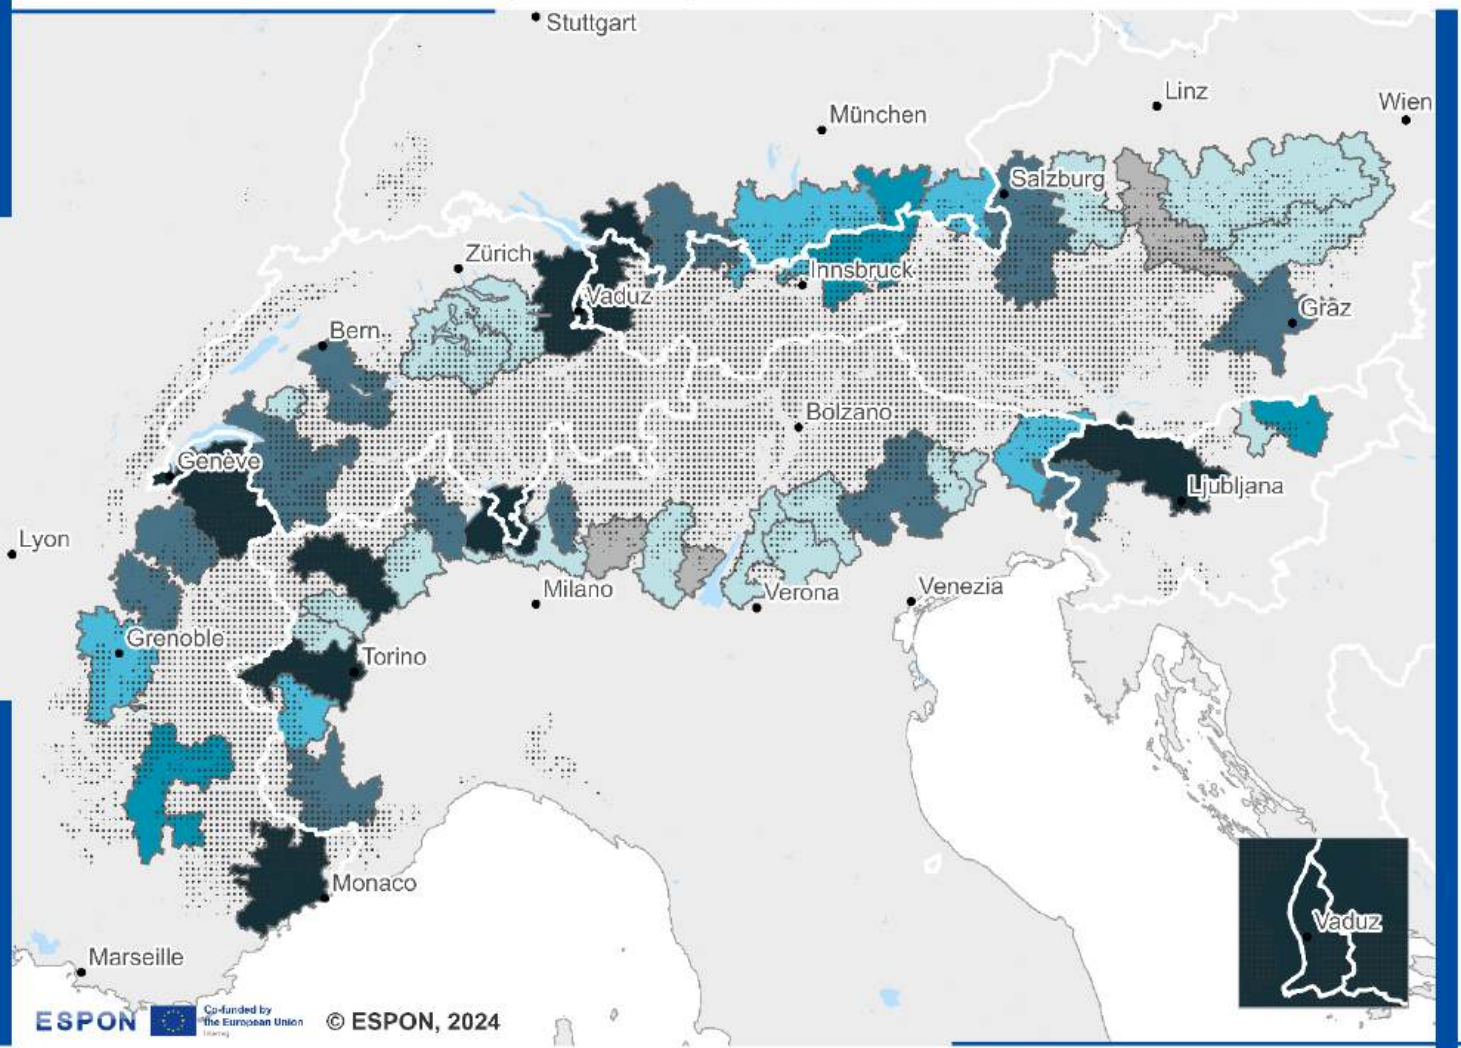 Stuttgart
Linz
Wien
München
Salzburg
Zürich
Innsbruck
Vaduz
Graz
Bern
Bolzano
Genève
Ljubljana
Lyon
Milano
Verona
Venezia
Grenoble
Torino
Monaco
Vaduz
Marseille
ESPON
Co-funded by
the European Union
Interreg
© ESPON, 2024